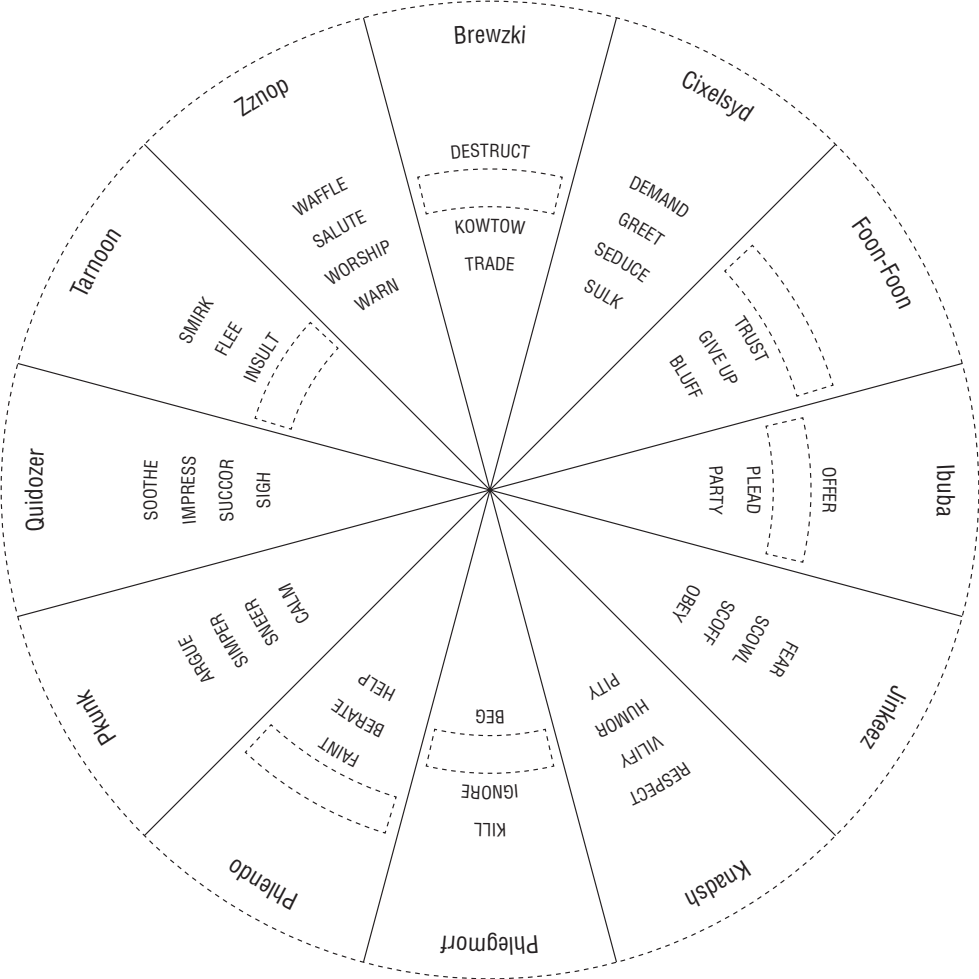 Brewzki
DESTRUCT
KOWTOW
TRADE
Cixelsyd
DEMAND
GREET
SEDUCE
SULK
Foon-Foon
TRUST
GIVE UP
BLUFF
Ibuba
OFFER
PLEAD
PARTY
Jinkeez
FEAR
SCOWL
SCOFF
OBEY
Knadsh
RESPECT
VILIFY
HUMOR
PITY
Phlegmorf
KILL
IGNORE
BEG
Phlendo
FAINT
BERATE
HELP
Pkunk
ARGUE
SIMPER
SNEER
CALM
Quidozer
SOOTHE
IMPRESS
SUCCOR
SIGH
Tarnoon
SMIRK
FLEE
INSULT
Zznop
WAFFLE
SALUTE
WORSHIP
WARN